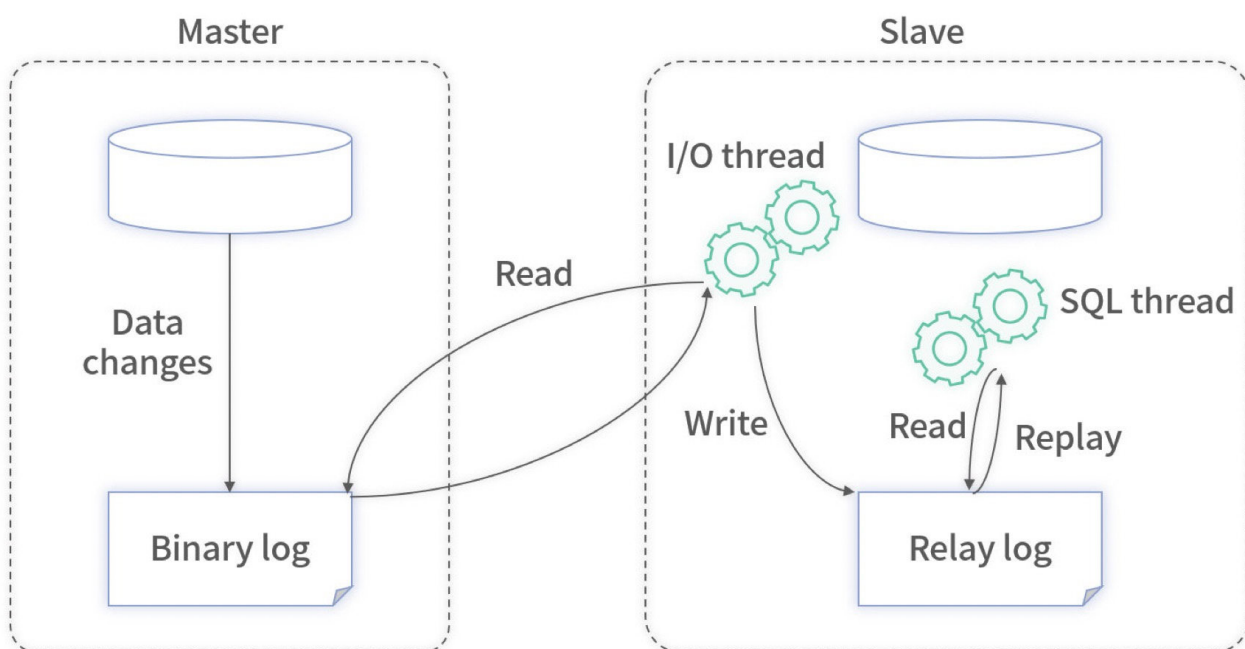 Master
Slave
I/O thread
Read
SQL thread
Data
changes
Write
Read
Replay
Binary log
Relay log